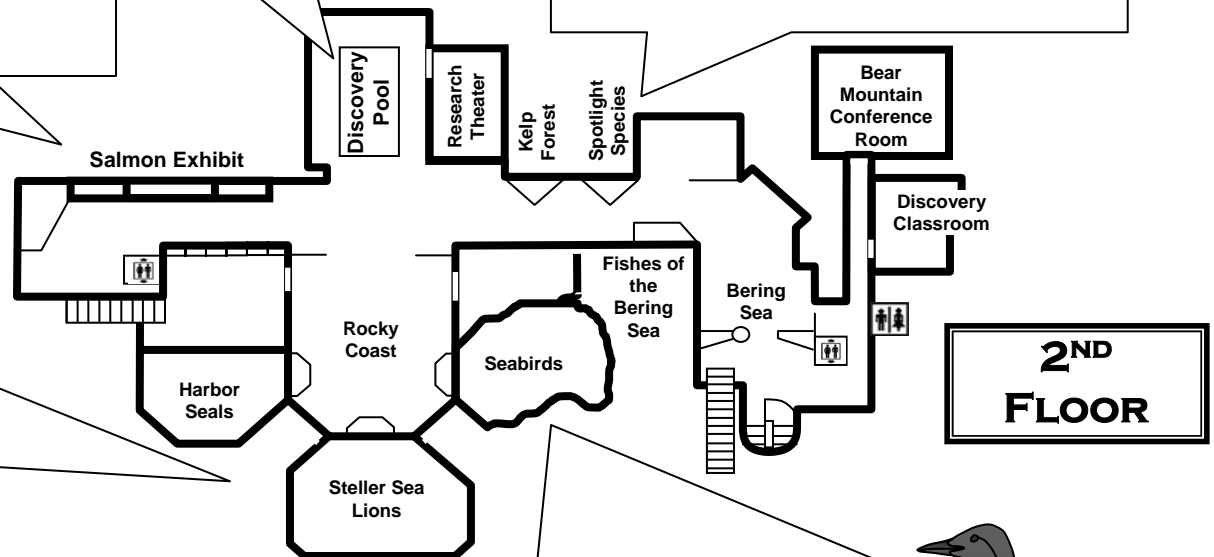 Discovery
Pool
Research
Theater
Kelp
Forest
Spotlight
Species
Bear
Mountain
Conference
Room
Salmon Exhibit
Discovery
Classroom
Fishes of
the
Bering
Sea
Bering
Sea
Rocky
Coast
Seabirds
Harbor
Seals
Steller Sea
Lions
2ND
FLOOR